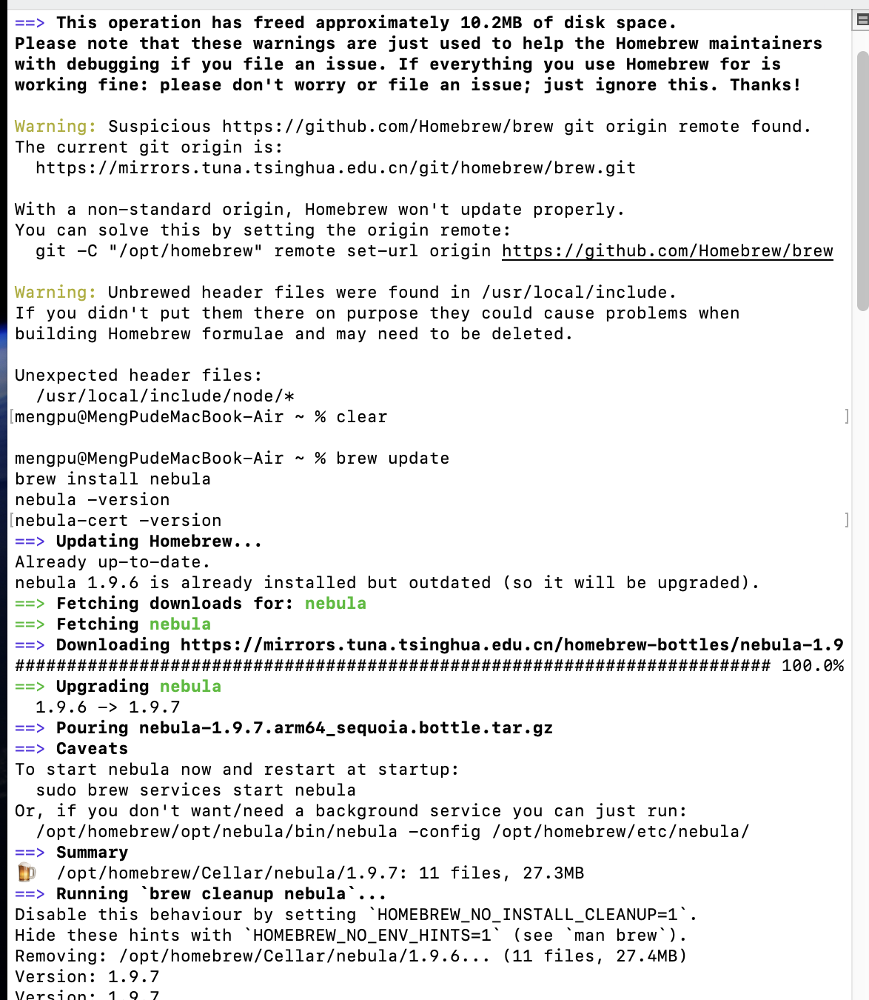 ==> This operation has freed approximately 10.2MB of disk space.
Please note that these warnings are just used to help the Homebrew maintainers
with debugging if you file an issue. If everything you use Homebrew for is
working fine: please don't worry or file an issue; just ignore this. Thanks!
Warning: Suspicious https://github.com/Homebrew/brew git origin remote found.
The current git origin is:
  https://mirrors.tuna.tsinghua.edu.cn/git/homebrew/brew.git
With a non-standard origin, Homebrew won't update properly.
You can solve this by setting the origin remote:
  git -C "/opt/homebrew" remote set-url origin https://github.com/Homebrew/brew
Warning: Unbrewed header files were found in /usr/local/include.
If you didn't put them there on purpose they could cause problems when
building Homebrew formulae and may need to be deleted.
Unexpected header files:
  /usr/local/include/node/*
[mengpu@MengPudeMacBook-Air ~ % clear ]
mengpu@MengPudeMacBook-Air ~ % brew update
brew install nebula
nebula -version
[nebula-cert -version ]
==> Updating Homebrew...
Already up-to-date.
nebula 1.9.6 is already installed but outdated (so it will be upgraded).
==> Fetching downloads for: nebula
==> Fetching nebula
==> Downloading https://mirrors.tuna.tsinghua.edu.cn/homebrew-bottles/nebula-1.9
######################################################################### 100.0%
==> Upgrading nebula
  1.9.6 -> 1.9.7
==> Pouring nebula-1.9.7.arm64_sequoia.bottle.tar.gz
==> Caveats
To start nebula now and restart at startup:
  sudo brew services start nebula
Or, if you don't want/need a background service you can just run:
  /opt/homebrew/opt/nebula/bin/nebula -config /opt/homebrew/etc/nebula/
==> Summary
🍺  /opt/homebrew/Cellar/nebula/1.9.7: 11 files, 27.3MB
==> Running `brew cleanup nebula`...
Disable this behaviour by setting `HOMEBREW_NO_INSTALL_CLEANUP=1`.
Hide these hints with `HOMEBREW_NO_ENV_HINTS=1` (see `man brew`).
Removing: /opt/homebrew/Cellar/nebula/1.9.6... (11 files, 27.4MB)
Version: 1.9.7
Version: 1.9.7